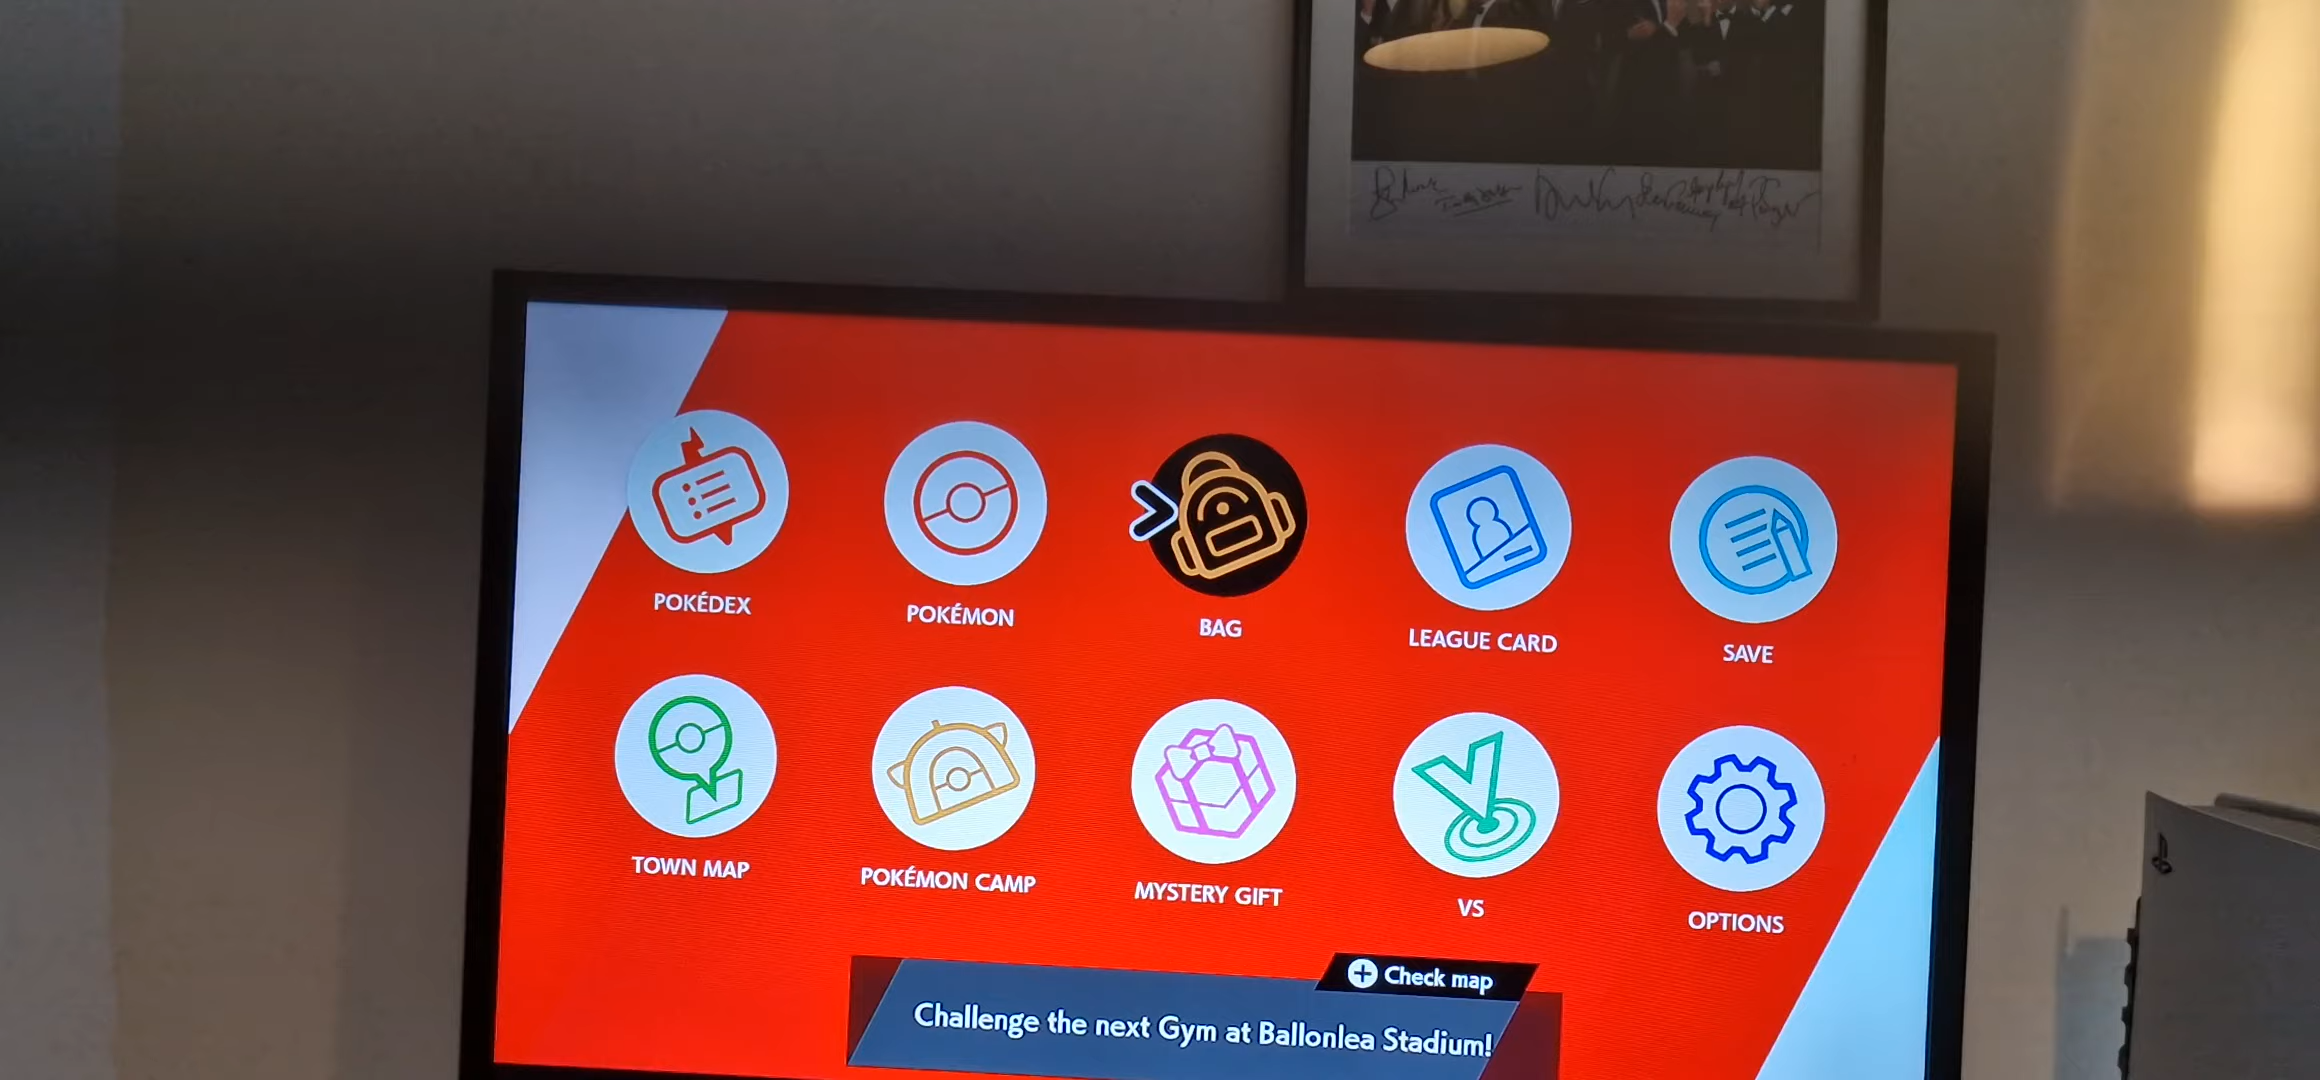 POKÉDEX
POKÉMON
BAG
LEAGUE CARD
SAVE
TOWN MAP
POKÉMON CAMP
MYSTERY GIFT
VS
OPTIONS
Check map
Challenge the next Gym at Ballonlea Stadium!